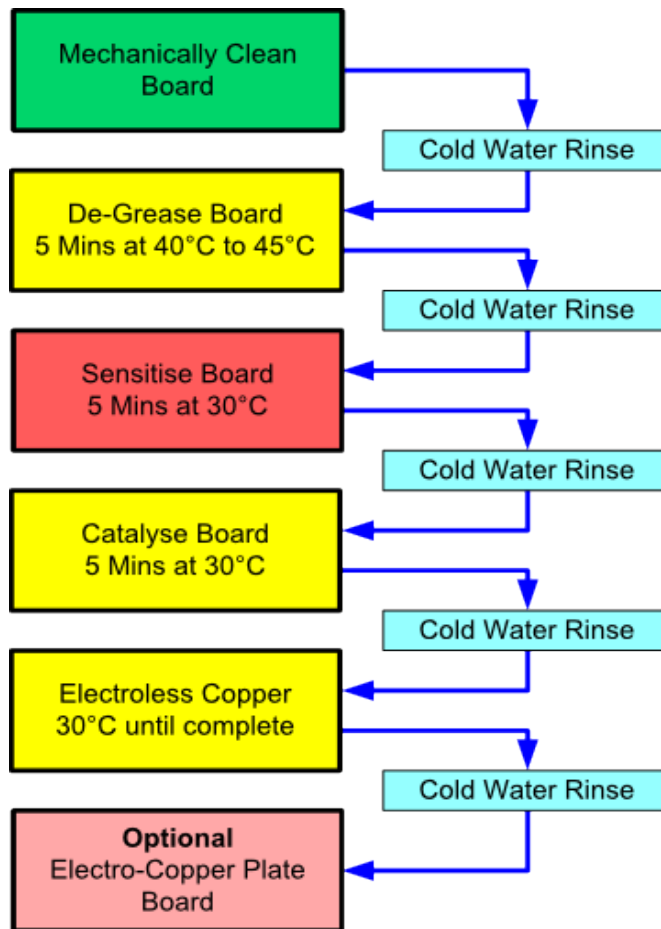 Mechanically Clean
Board
Cold Water Rinse
De-Grease Board
5 Mins at 40°C to 45°C
Cold Water Rinse
Sensitise Board
5 Mins at 30°C
Cold Water Rinse
Catalyse Board
5 Mins at 30°C
Cold Water Rinse
Electroless Copper
30°C until complete
Cold Water Rinse
Optional
Electro-Copper Plate
Board